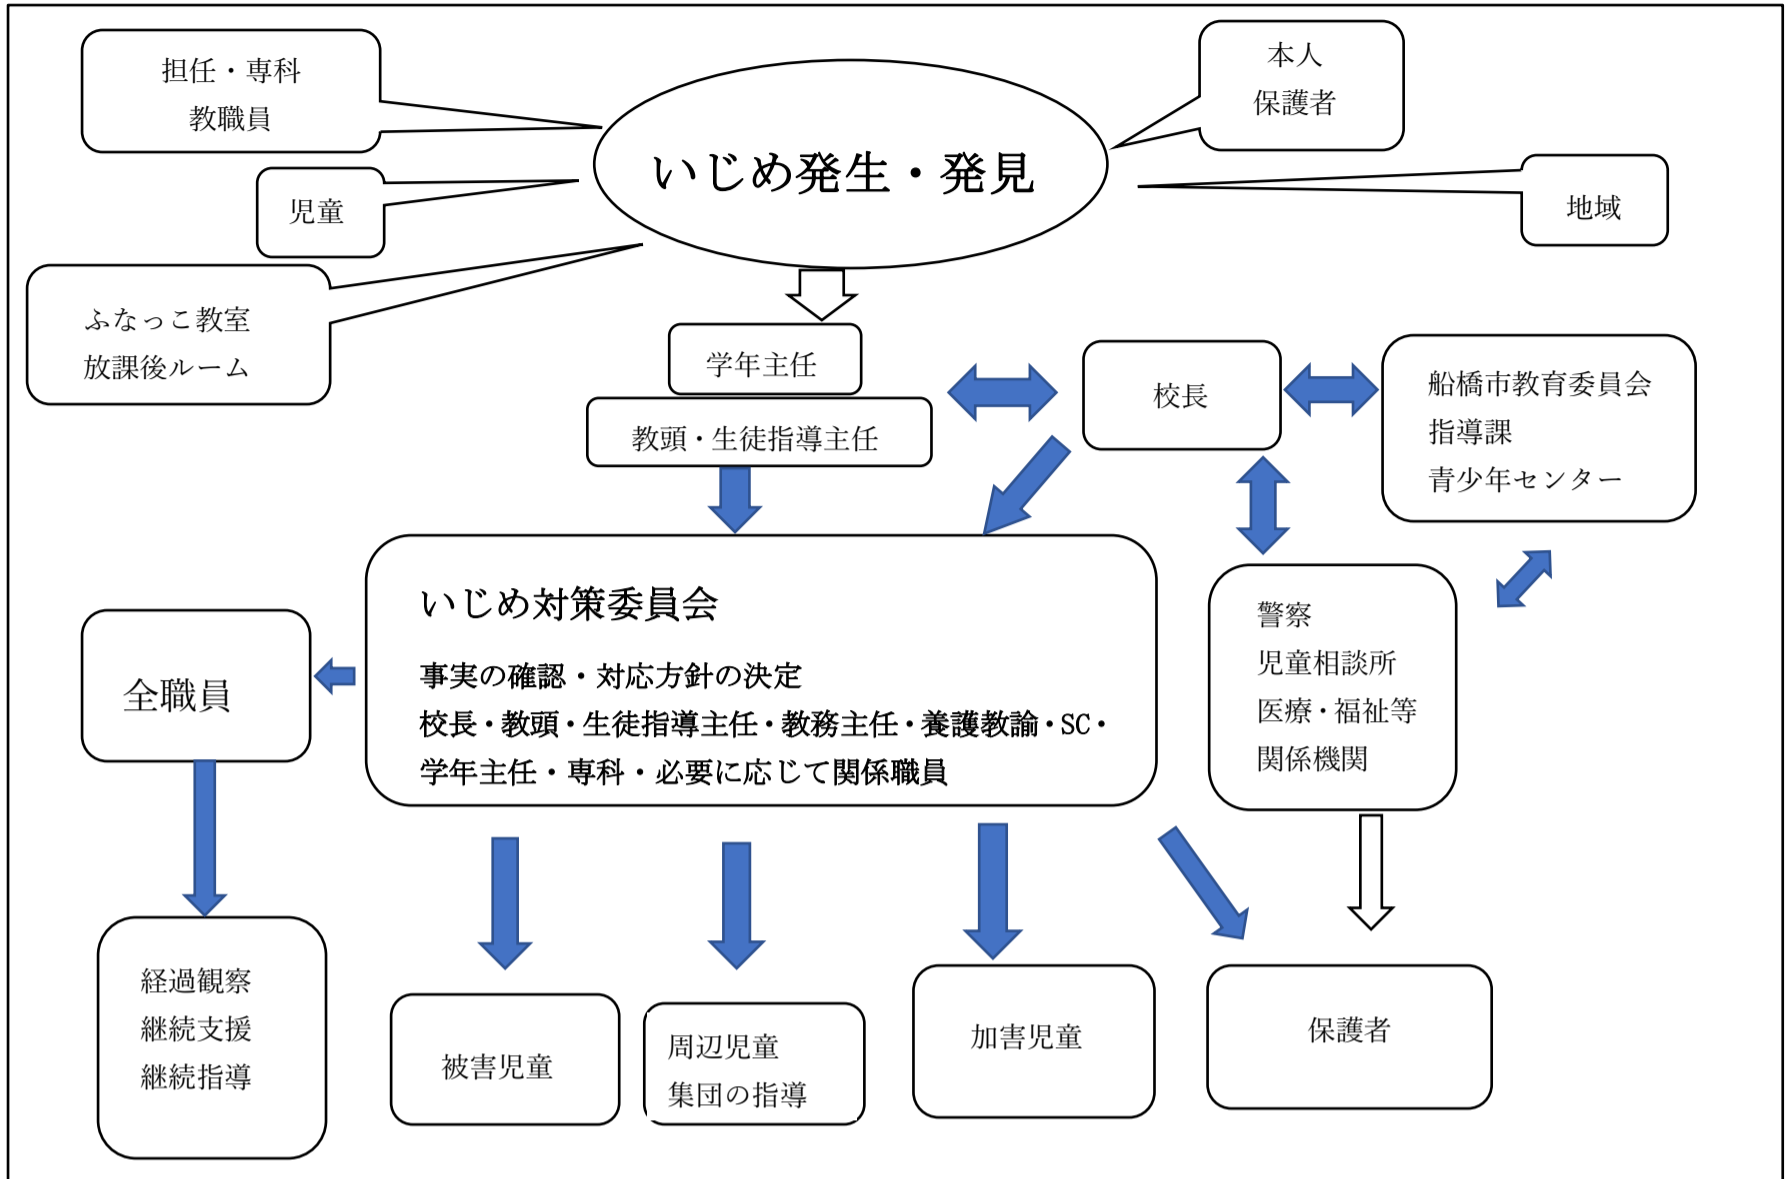 担任・専科
教職員
本人
保護者
いじめ発生・発見
児童
地域
ふなっこ教室
放課後ルーム
学年主任
教頭・生徒指導主任
校長
船橋市教育委員会
指導課
青少年センター
いじめ対策委員会
事実の確認・対応方針の決定
校長・教頭・生徒指導主任・教務主任・養護教諭・SC・
学年主任・専科・必要に応じて関係職員
全職員
警察
児童相談所
医療・福祉等
関係機関
経過観察
継続支援
継続指導
被害児童
周辺児童
集団の指導
加害児童
保護者